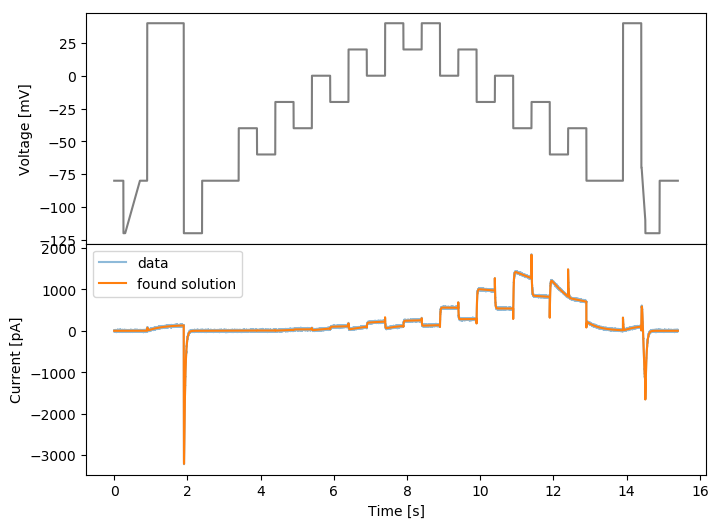 25
0
−25
−50
−75
−100
−125
Voltage [mV]
2000
1000
0
−1000
−2000
−3000
Current [pA]
data
found solution
0 2 4 6 8 10 12 14 16
Time [s]